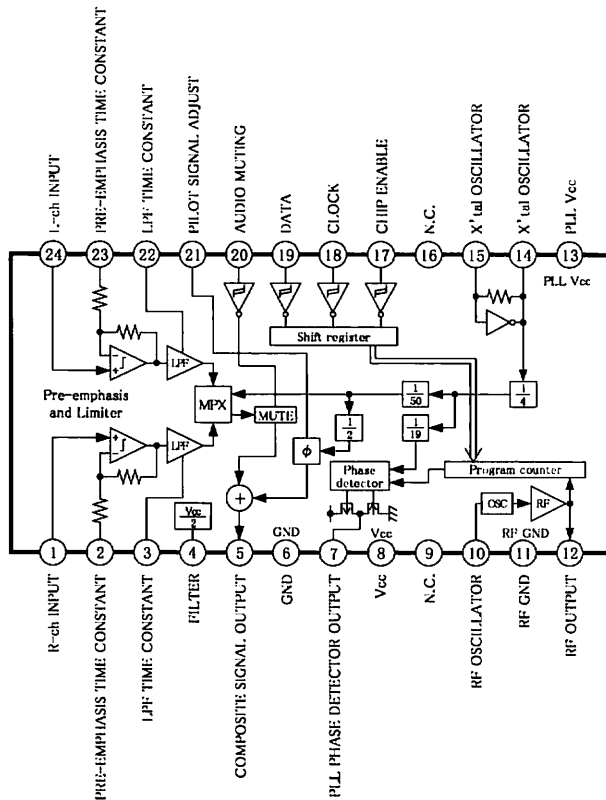 L-ch INPUT
PRE-EMPHASIS TIME CONSTANT
LPF TIME CONSTANT
PILOT SIGNAL ADJUST
AUDIO MUTING
DATA
CLOCK
CHIP ENABLE
N.C.
X'tal OSCILLATOR
X'tal OSCILLATOR
PLL Vcc
24
23
22
21
20
19
18
17
16
15
14
13
PLL Vcc
Shift register
LPF
Pre-emphasis
and Limiter
MPX
MUTE
1/50
1/4
1/2
1/19
φ
LPF
Phase
detector
Program counter
Vcc/2
OSC
RF
GND
Vcc
RF GND
1
2
3
4
5
6
7
8
9
10
11
12
R-ch INPUT
PRE-EMPHASIS TIME CONSTANT
LPF TIME CONSTANT
FILTER
COMPOSITE SIGNAL OUTPUT
GND
PLL PHASE DETECTOR OUTPUT
Vcc
N.C.
RF OSCILLATOR
RF GND
RF OUTPUT